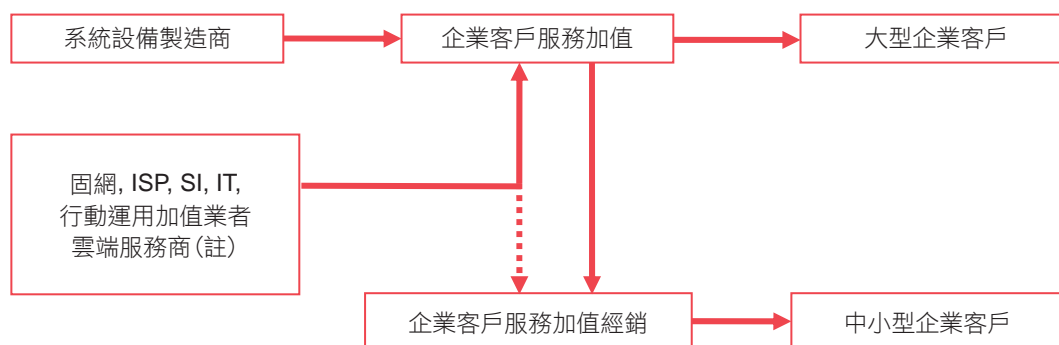 系統設備製造商
企業客戶服務加值
大型企業客戶
固網, ISP, SI, IT,
行動運用加值業者
雲端服務商(註)
企業客戶服務加值經銷
中小型企業客戶